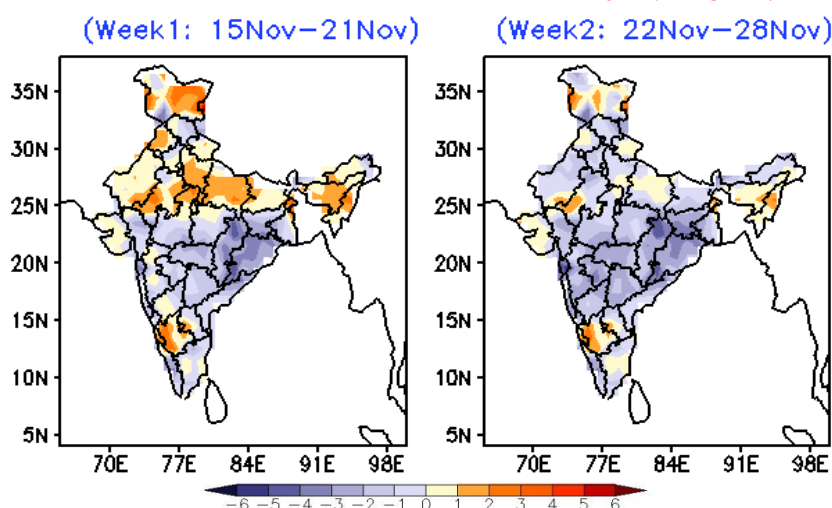 (Week1: 15Nov−21Nov) (Week2: 22Nov−28Nov)
35N 35N
30N 30N
25N 25N
20N 20N
15N 15N
10N 10N
5N 5N
70E 77E 84E 91E 98E 70E 77E 84E 91E 98E
−6 −5 −4 −3 −2 −1 0 1 2 3 4 5 6